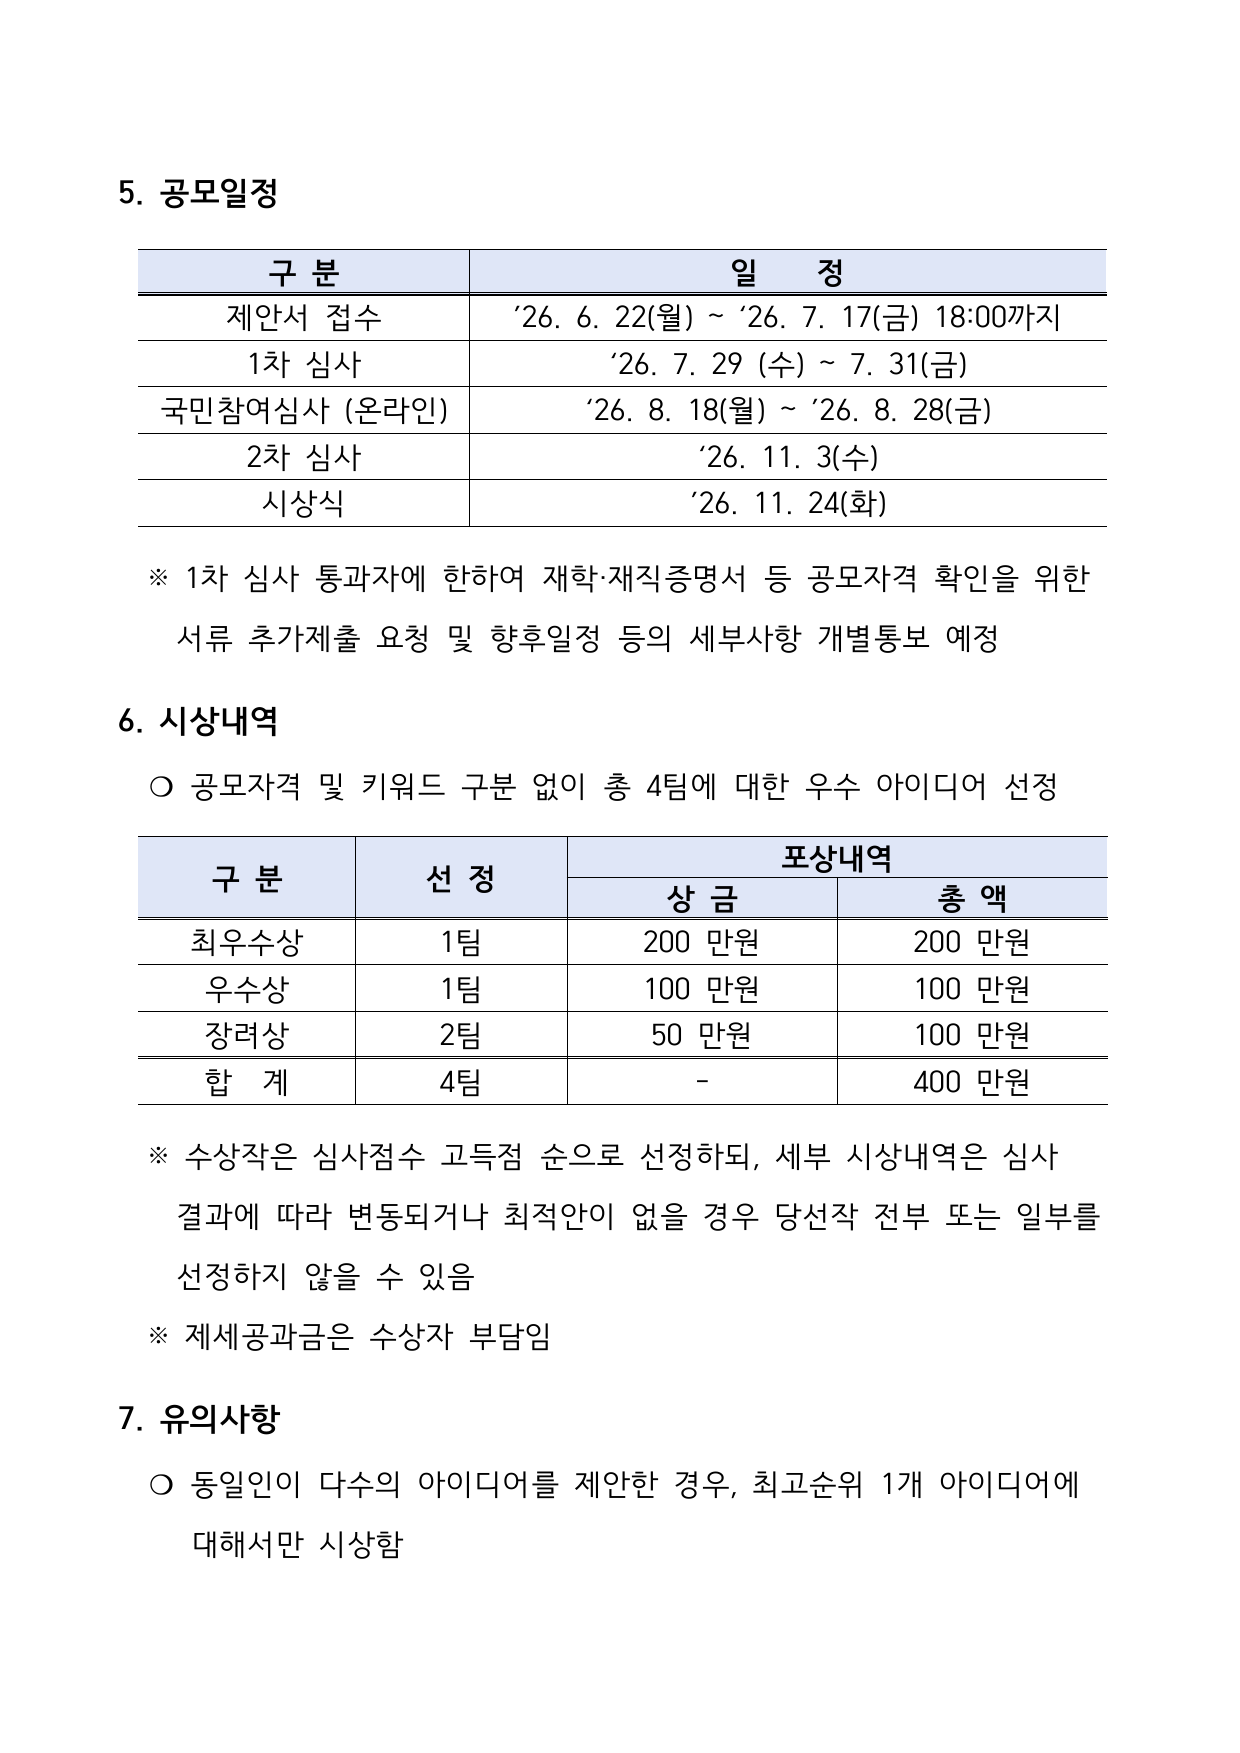 5. 공모일정
구 분 일 정
제안서 접수 ’26. 6. 22(월) ~ ‘26. 7. 17(금) 18:00까지
1차 심사 ‘26. 7. 29 (수) ~ 7. 31(금)
국민참여심사 (온라인) ‘26. 8. 18(월) ~ ’26. 8. 28(금)
2차 심사 ‘26. 11. 3(수)
시상식 ’26. 11. 24(화)
※ 1차 심사 통과자에 한하여 재학·재직증명서 등 공모자격 확인을 위한
서류 추가제출 요청 및 향후일정 등의 세부사항 개별통보 예정
6. 시상내역
❍ 공모자격 및 키워드 구분 없이 총 4팀에 대한 우수 아이디어 선정
구 분 선 정 포상내역
상 금 총 액
최우수상 1팀 200 만원 200 만원
우수상 1팀 100 만원 100 만원
장려상 2팀 50 만원 100 만원
합 계 4팀 - 400 만원
※ 수상작은 심사점수 고득점 순으로 선정하되, 세부 시상내역은 심사
결과에 따라 변동되거나 최적안이 없을 경우 당선작 전부 또는 일부를
선정하지 않을 수 있음
※ 제세공과금은 수상자 부담임
7. 유의사항
❍ 동일인이 다수의 아이디어를 제안한 경우, 최고순위 1개 아이디어에
대해서만 시상함